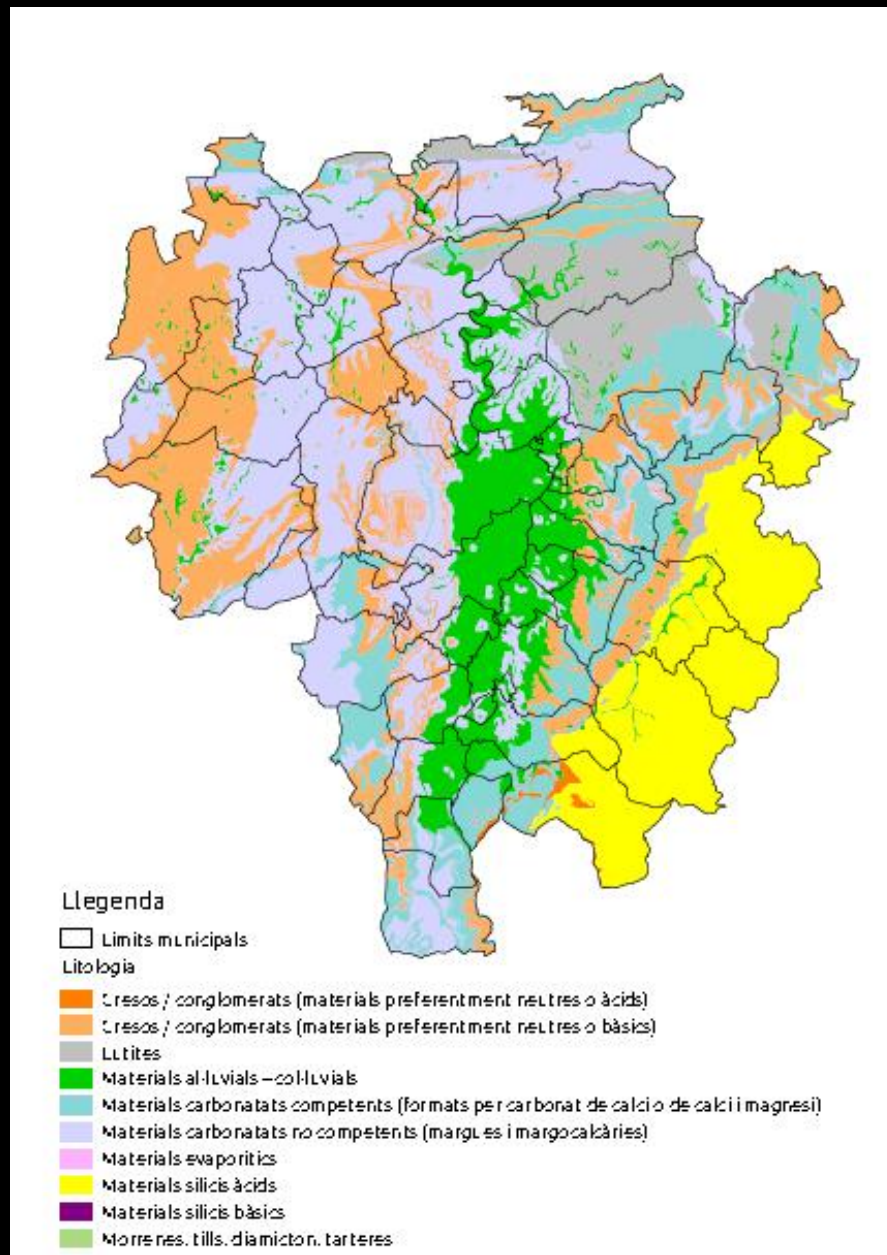 Llegenda
Límits municipals
Litologia
Gresos / conglomerats (materials preferentment neutres o àcids)
Gresos / conglomerats (materials preferentment neutres o bàsics)
Lutites
Materials al·luvials – col·luvials
Materials carbonatats competents (formats per carbonat de calci o de calci i magnesi)
Materials carbonatats no competents (margues i margocalcàries)
Materials evaporítics
Materials silicis àcids
Materials silicis bàsics
Morrenes, tills, diamicton, tarteres